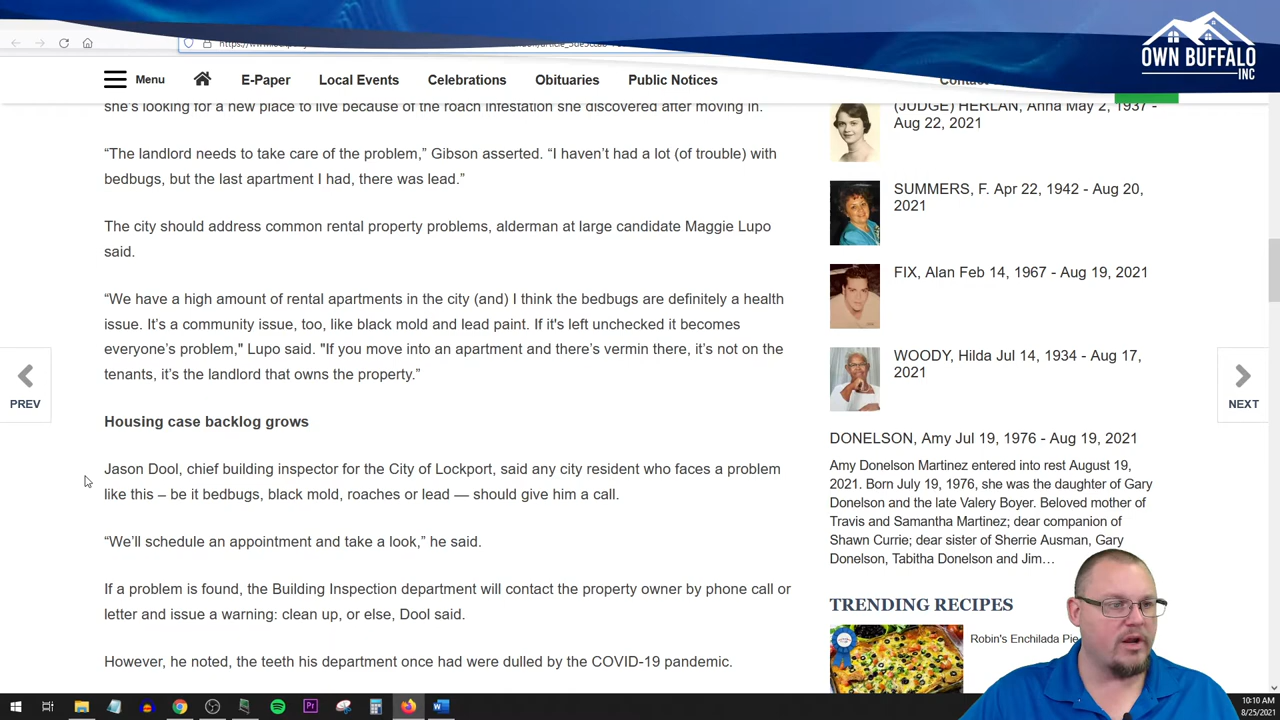 OWN BUFFALO
INC
Menu
E-Paper
Local Events
Celebrations
Obituaries
Public Notices
she's looking for a new place to live because of the roach infestation she discovered after moving in.
“The landlord needs to take care of the problem,” Gibson asserted. “I haven’t had a lot (of trouble) with
bedbugs, but the last apartment I had, there was lead.”
The city should address common rental property problems, alderman at large candidate Maggie Lupo
said.
“We have a high amount of rental apartments in the city (and) I think the bedbugs are definitely a health
issue. It’s a community issue, too, like black mold and lead paint. If it's left unchecked it becomes
everyone’s problem," Lupo said. "If you move into an apartment and there’s vermin there, it’s not on the
tenants, it’s the landlord that owns the property.”
Housing case backlog grows
Jason Dool, chief building inspector for the City of Lockport, said any city resident who faces a problem
like this – be it bedbugs, black mold, roaches or lead — should give him a call.
“We’ll schedule an appointment and take a look,” he said.
If a problem is found, the Building Inspection department will contact the property owner by phone call or
letter and issue a warning: clean up, or else, Dool said.
However, he noted, the teeth his department once had were dulled by the COVID-19 pandemic.
PREV
NEXT
(JUDGE) HERLAN, Anna May 2, 1937 -
Aug 22, 2021
SUMMERS, F. Apr 22, 1942 - Aug 20,
2021
FIX, Alan Feb 14, 1967 - Aug 19, 2021
WOODY, Hilda Jul 14, 1934 - Aug 17,
2021
DONELSON, Amy Jul 19, 1976 - Aug 19, 2021
Amy Donelson Martinez entered into rest August 19,
2021. Born July 19, 1976, she was the daughter of Gary
Donelson and the late Valery Boyer. Beloved mother of
Travis and Samantha Martinez; dear companion of
Shawn Currie; dear sister of Sherrie Ausman, Gary
Donelson, Tabitha Donelson and Jim…
TRENDING RECIPES
Robin's Enchilada Pie
10:10 AM
8/25/2021